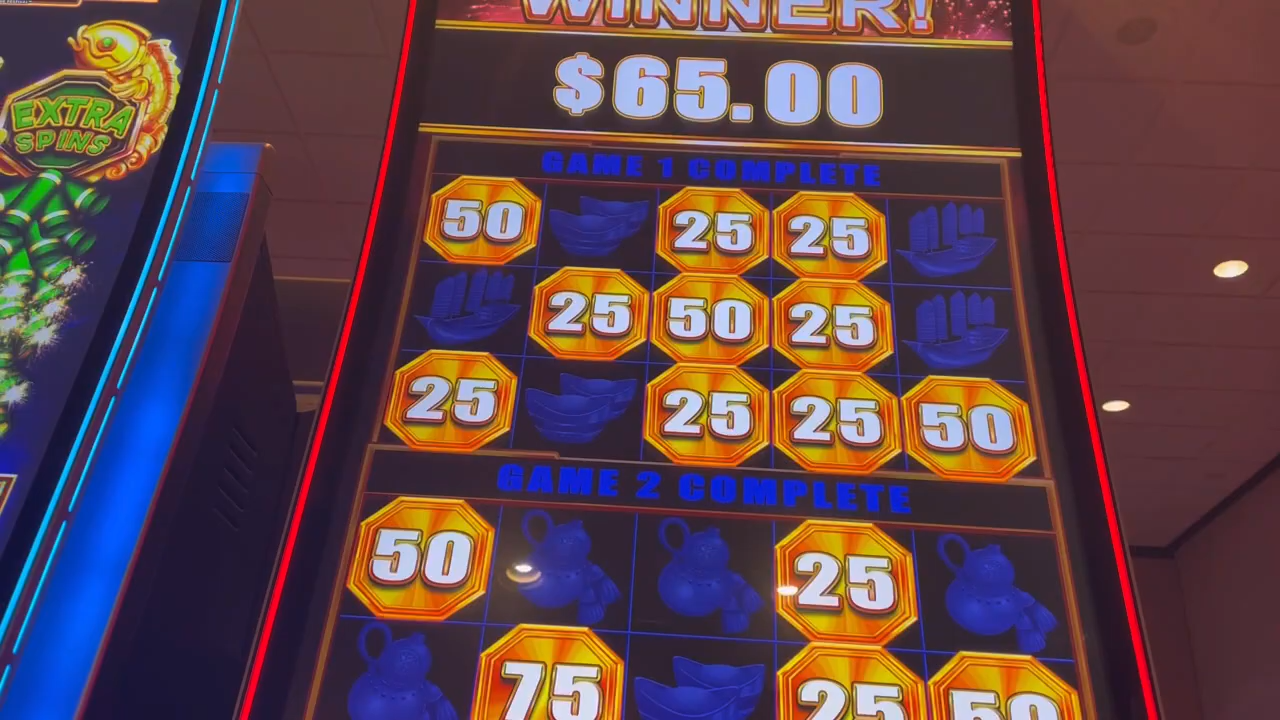 WINNER!
$65.00
EXTRA
SPINS
GAME 1 COMPLETE
50 25 25
25 50 25
25 25 25 50
GAME 2 COMPLETE
50 25
75 25 50